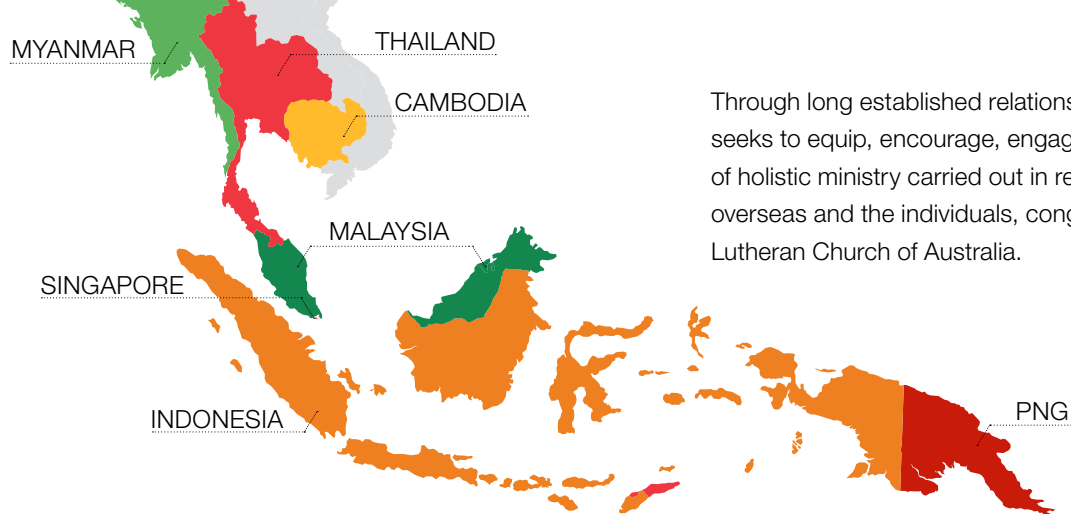 MYANMAR
THAILAND
CAMBODIA
MALAYSIA
SINGAPORE
INDONESIA
PNG
Through long established relations
seeks to equip, encourage, engag
of holistic ministry carried out in re
overseas and the individuals, cong
Lutheran Church of Australia.